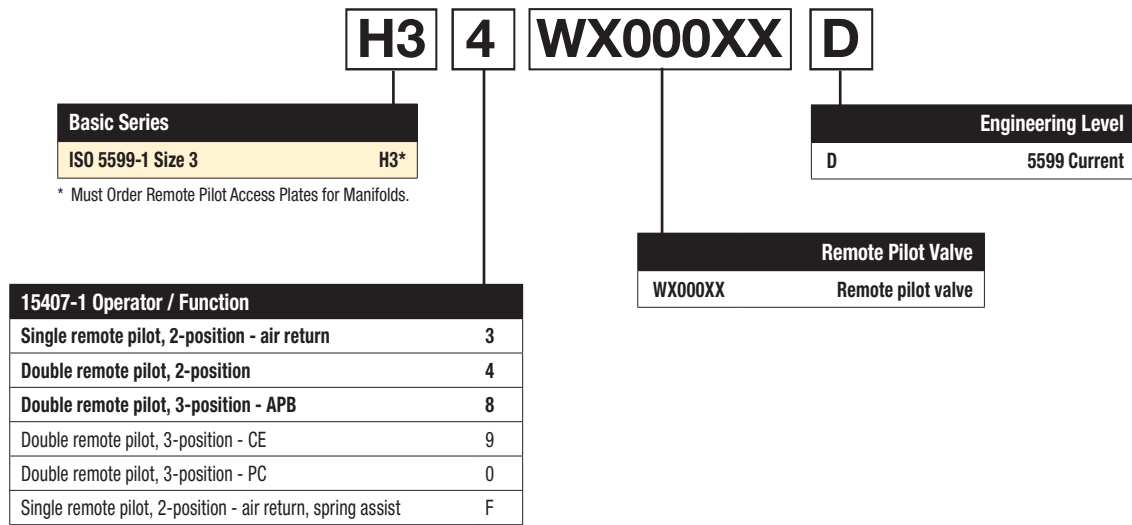 H3 4 WX000XX D
Basic Series
ISO 5599-1 Size 3 H3*
* Must Order Remote Pilot Access Plates for Manifolds.
Engineering Level
D 5599 Current
Remote Pilot Valve
WX000XX Remote pilot valve
15407-1 Operator / Function
Single remote pilot, 2-position - air return 3
Double remote pilot, 2-position 4
Double remote pilot, 3-position - APB 8
Double remote pilot, 3-position - CE 9
Double remote pilot, 3-position - PC 0
Single remote pilot, 2-position - air return, spring assist F